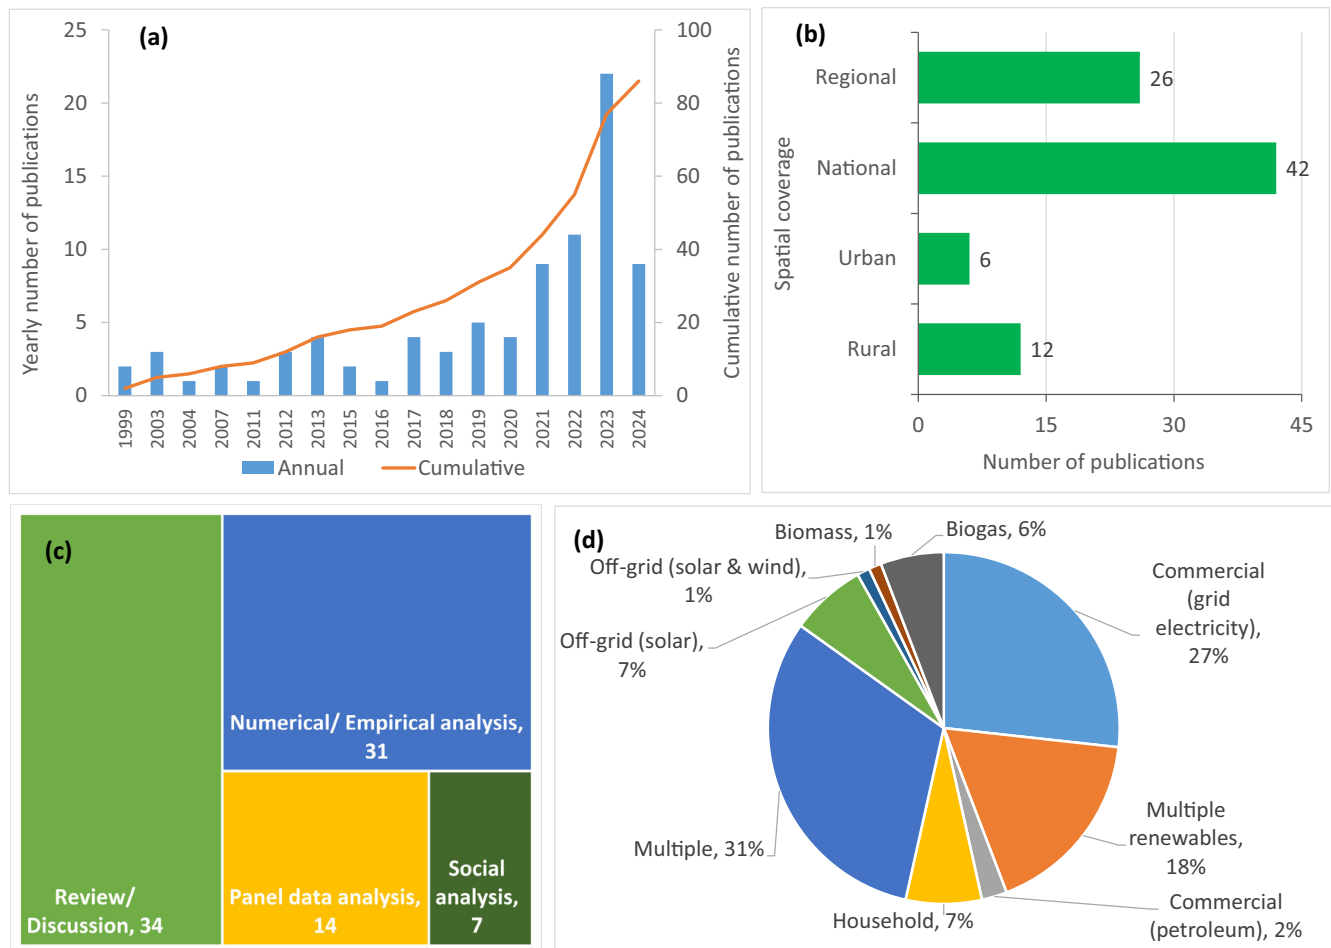 (a)
25
20
15
10
5
0
Yearly number of publications
100
80
60
40
20
0
Cumulative number of publications
1999
2003
2004
2007
2011
2012
2013
2015
2016
2017
2018
2019
2020
2021
2022
2023
2024
Annual
Cumulative
(b)
Spatial coverage
Regional
26
National
42
Urban
6
Rural
12
0
15
30
45
Number of publications
(c)
Review/
Discussion, 34
Numerical/ Empirical analysis,
31
Panel data analysis,
14
Social
analysis,
7
(d)
Biomass, 1%
Biogas, 6%
Off-grid (solar & wind),
1%
Off-grid (solar),
7%
Multiple, 31%
Household, 7%
Commercial
(grid
electricity),
27%
Multiple
renewables,
18%
Commercial
(petroleum), 2%